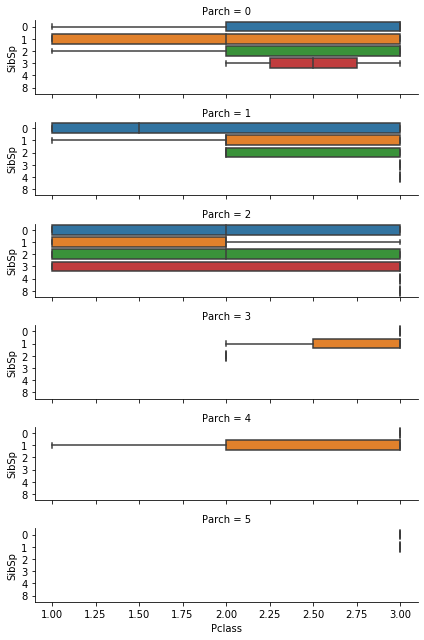 Parch = 0
0
1
2
3
4
8
SibSp
Parch = 1
0
1
2
3
4
8
SibSp
Parch = 2
0
1
2
3
4
8
SibSp
Parch = 3
0
1
2
3
4
8
SibSp
Parch = 4
0
1
2
3
4
8
SibSp
Parch = 5
0
1
2
3
4
8
SibSp
1.00 1.25 1.50 1.75 2.00 2.25 2.50 2.75 3.00
Pclass